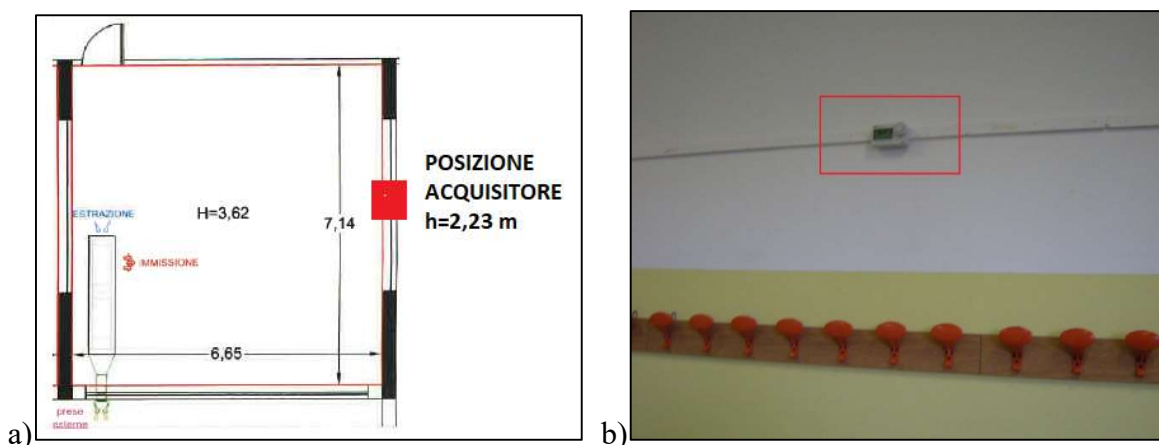 POSIZIONE
ACQUISITORE
h=2,23 m
H=3,62
7,14
ESTRAZIONE
IMMISSIONE
6,65
prese
esterne
a)
b)